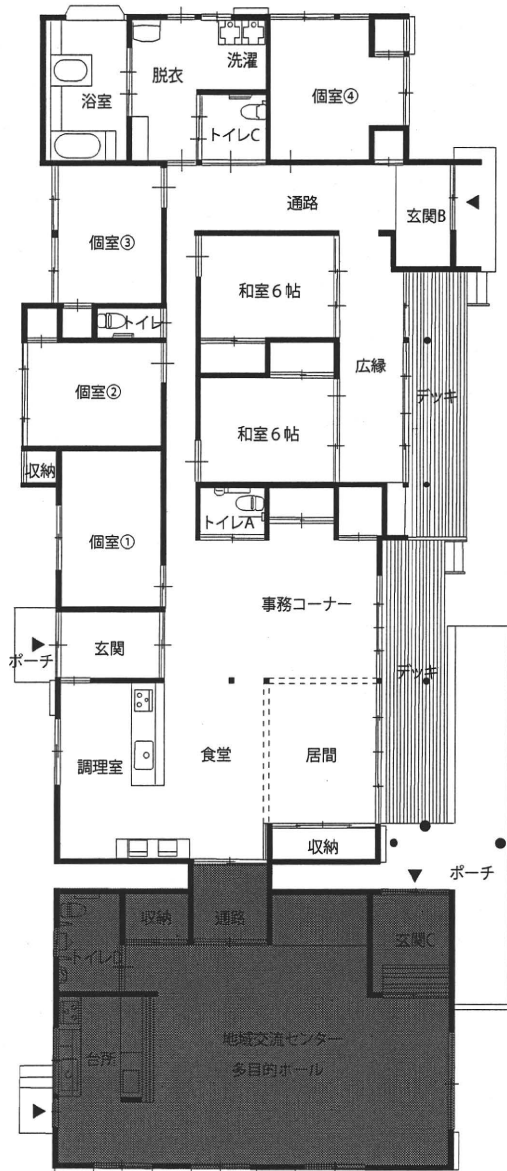 洗濯
脱衣
浴室
個室④
トイレC
通路
玄関B
個室③
和室6帖
トイレ
広縁
個室②
デッキ
和室6帖
収納
トイレA
個室①
事務コーナー
玄関
ポーチ
デッキ
調理室
食堂
居間
収納
ポーチ
収納
通路
玄関C
地域交流センター
台所
多目的ホール